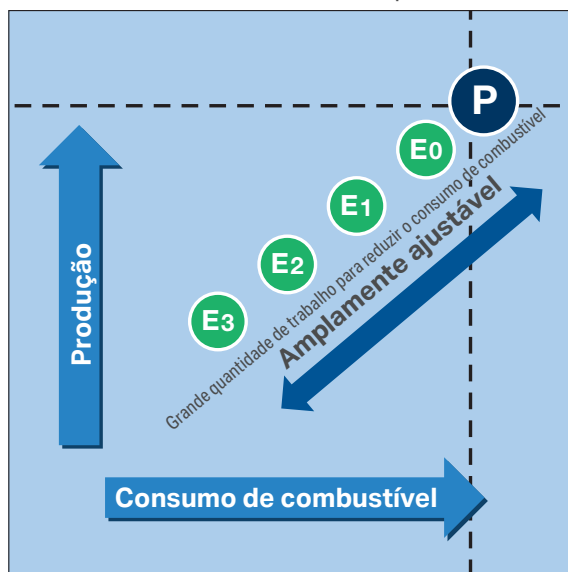 P
E0
E1
E2
E3
Produção
Grande quantidade de trabalho para reduzir o consumo de combustível
Amplamente ajustável
Consumo de combustível